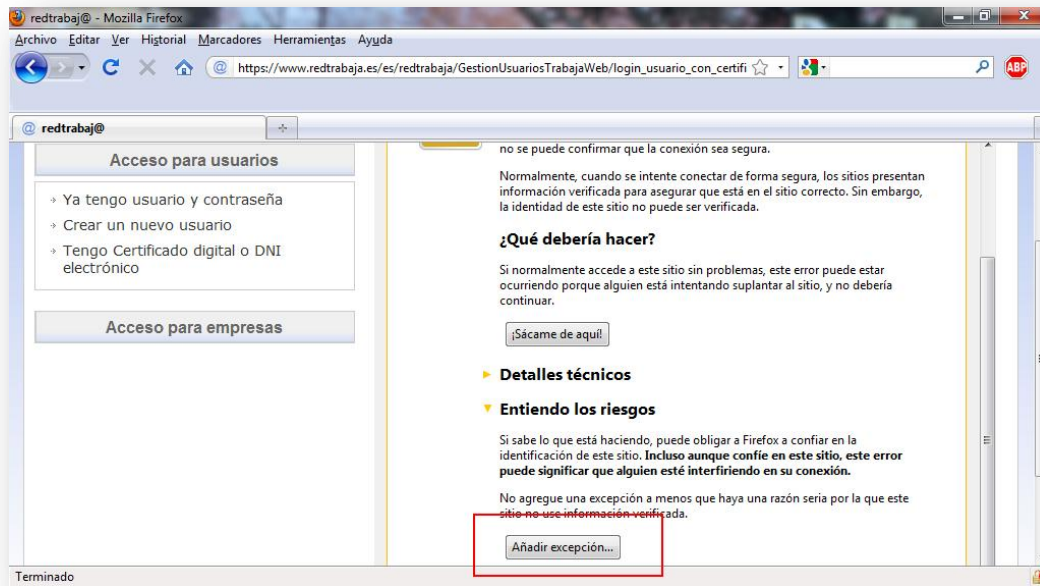 redtrabaj@ - Mozilla Firefox
Archivo Editar Ver Historial Marcadores Herramientas Ayuda
@ https://www.redtrabaja.es/es/redtrabaja/GestionUsuariosTrabajaWeb/login_usuario_con_certifi
ABP
@ redtrabaj@
Acceso para usuarios
Ya tengo usuario y contraseña
Crear un nuevo usuario
Tengo Certificado digital o DNI
electrónico
Acceso para empresas
no se puede confirmar que la conexión sea segura.
Normalmente, cuando se intente conectar de forma segura, los sitios presentan
información verificada para asegurar que está en el sitio correcto. Sin embargo,
la identidad de este sitio no puede ser verificada.
¿Qué debería hacer?
Si normalmente accede a este sitio sin problemas, este error puede estar
ocurriendo porque alguien está intentando suplantar al sitio, y no debería
continuar.
¡Sácame de aquí!
Detalles técnicos
Entiendo los riesgos
Si sabe lo que está haciendo, puede obligar a Firefox a confiar en la
identificación de este sitio. Incluso aunque confíe en este sitio, este error
puede significar que alguien esté interfiriendo en su conexión.
No agregue una excepción a menos que haya una razón seria por la que este
sitio no use información verificada.
Añadir excepción...
Terminado